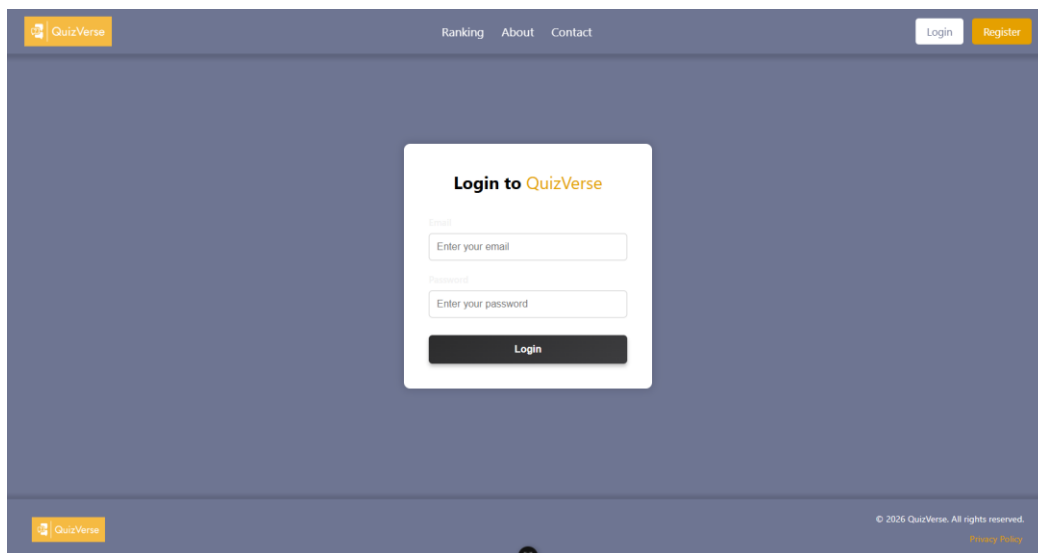 QuizVerse
Ranking About Contact
Login Register
Login to QuizVerse
Email
Enter your email
Password
Enter your password
Login
QuizVerse
© 2026 QuizVerse. All rights reserved.
Privacy Policy